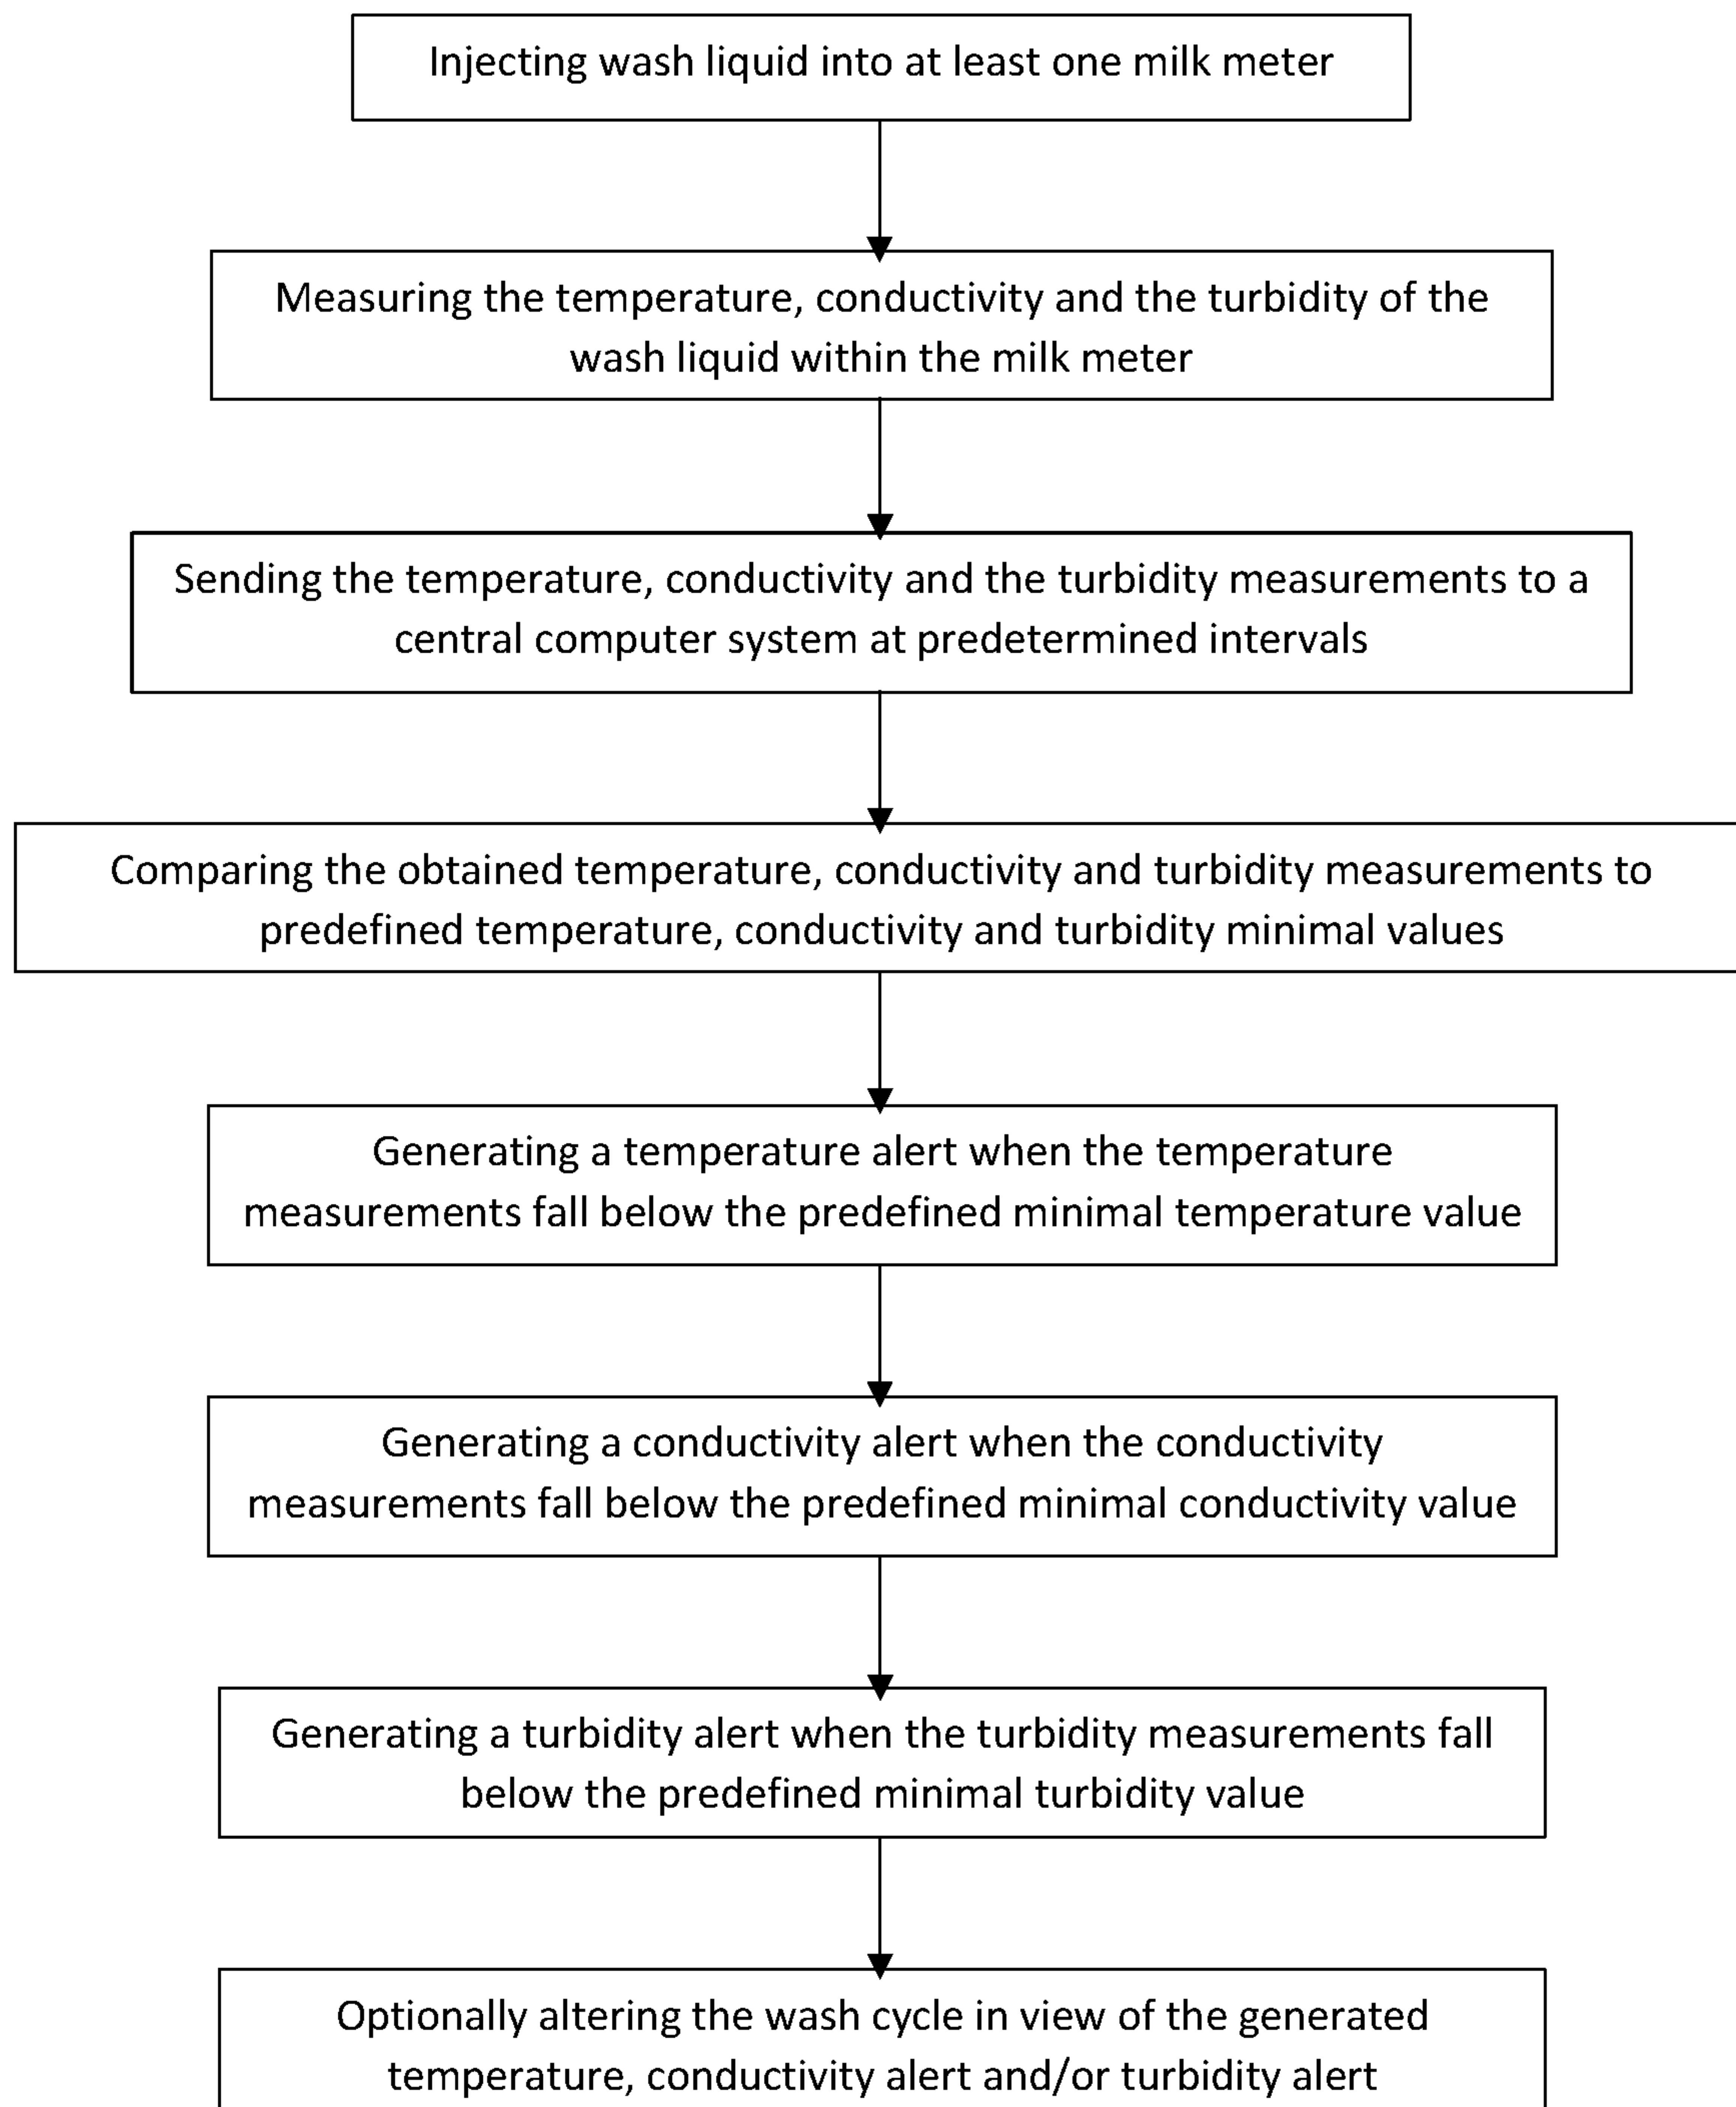 Injecting wash liquid into at least one milk meter
Measuring the temperature, conductivity and the turbidity of the
wash liquid within the milk meter
Sending the temperature, conductivity and the turbidity measurements to a
central computer system at predetermined intervals
Comparing the obtained temperature, conductivity and turbidity measurements to
predefined temperature, conductivity and turbidity minimal values
Generating a temperature alert when the temperature
measurements fall below the predefined minimal temperature value
Generating a conductivity alert when the conductivity
measurements fall below the predefined minimal conductivity value
Generating a turbidity alert when the turbidity measurements fall
below the predefined minimal turbidity value
Optionally altering the wash cycle in view of the generated
temperature, conductivity alert and/or turbidity alert